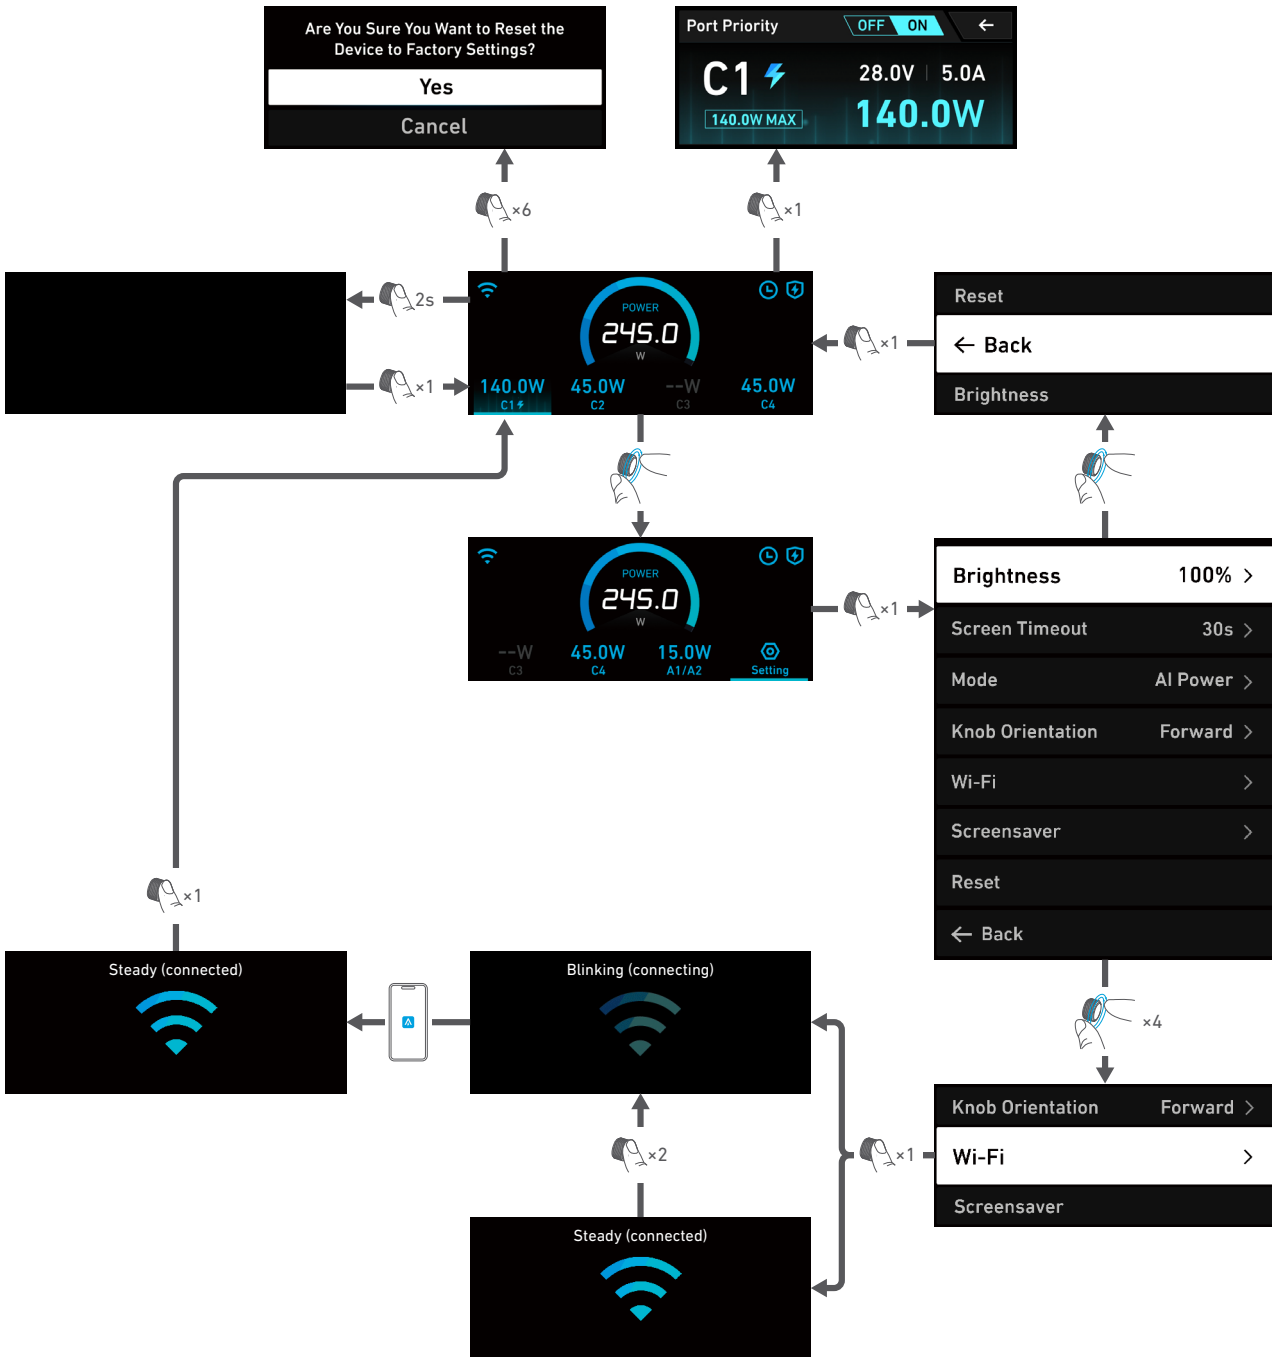 Are You Sure You Want to Reset the
Device to Factory Settings?
Yes
Cancel
Port Priority OFF ON
C1 28.0V 5.0A
140.0W MAX 140.0W
×6
×1
2s
×1
POWER
245.0
W
140.0W 45.0W --W 45.0W
C1 C2 C3 C4
×1
Reset
← Back
Brightness
POWER
245.0
W
--W 45.0W 15.0W
C3 C4 A1/A2 Setting
×1
Brightness 100% >
Screen Timeout 30s >
Mode AI Power >
Knob Orientation Forward >
Wi-Fi >
Screensaver >
Reset
← Back
×1
Steady (connected)
Blinking (connecting)
×4
Knob Orientation Forward >
Wi-Fi >
Screensaver
×1
×2
Steady (connected)